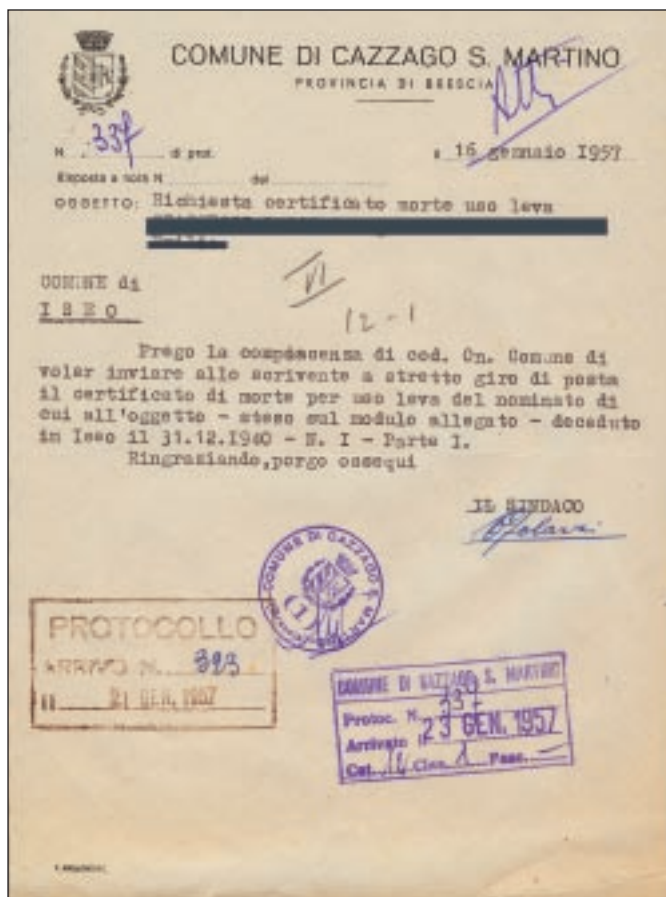 COMUNE DI CAZZAGO S. MARTINO
PROVINCIA DI BRESCIA
N. 337 di prot.
16 gennaio 1957
Risposta a nota N. del
OGGETTO: Richiesta certificato morte uso leva
COMUNE di
ISEO
VI
12-1
Prego la compiacenza di cod. On. Comune di
voler inviare allo scrivente a stretto giro di posta
il certificato di morte per uso leva del nominato di
cui all'oggetto - steso sul modulo allegato - deceduto
in Iseo il 31.12.1940 - N. I - Parte I.
Ringraziando,porgo ossequi
IL SINDACO
COMUNE DI CAZZAGO S. MARTINO
PROTOCOLLO
ARRIVO N. 323
li 21 GEN. 1957
COMUNE DI CAZZAGO S. MARTINO
Protoc. N. 337
Arrivato il 23 GEN. 1957
Cat. Clas. 1 Fasc. -